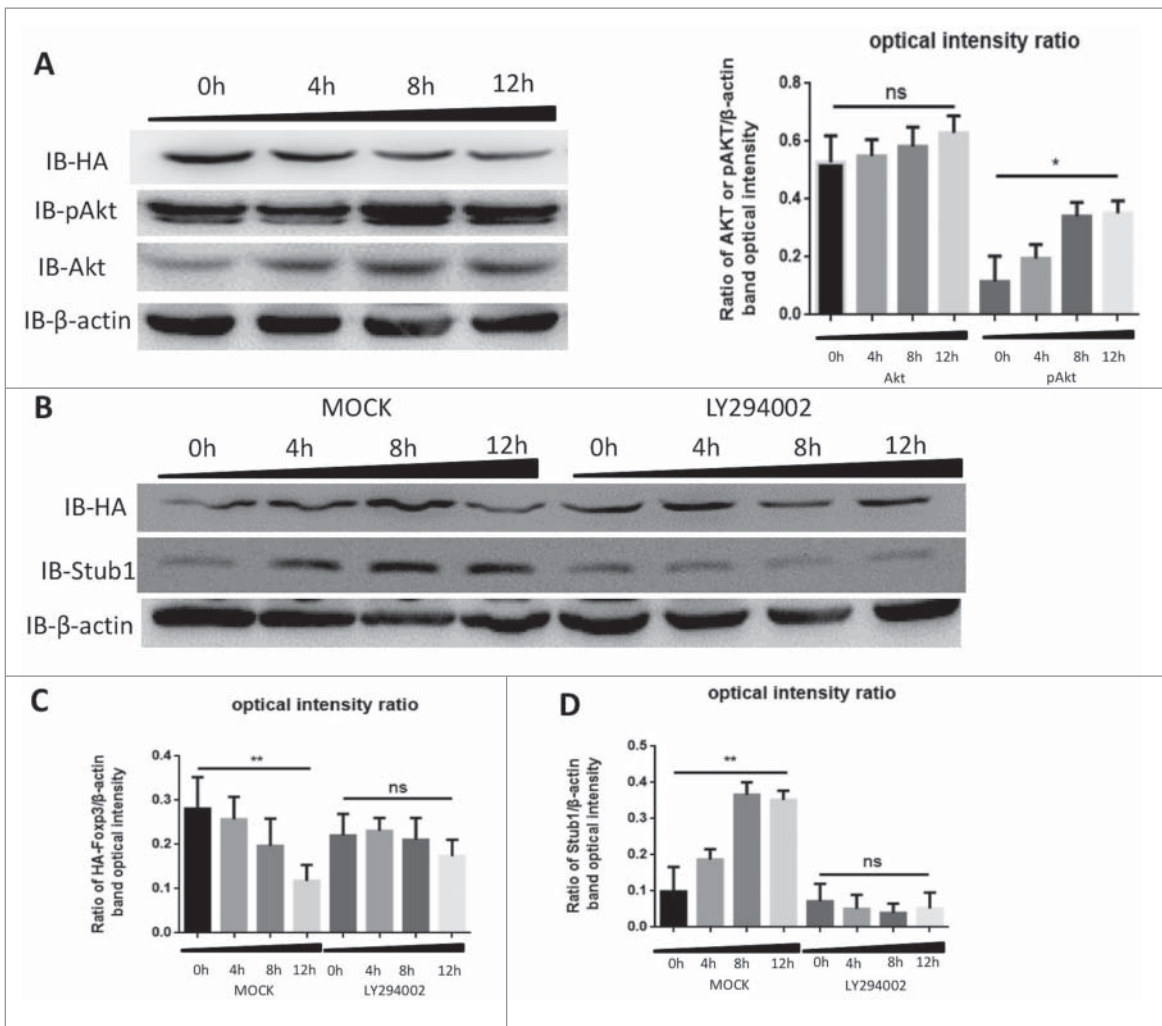 A
0h 4h 8h 12h
IB-HA
IB-pAkt
IB-Akt
IB-β-actin
optical intensity ratio
Ratio of AKT or pAKT/β-actin
band optical intensity
0.8
0.6
0.4
0.2
0.0
ns
*
0h 4h 8h 12h 0h 4h 8h 12h
Akt pAkt
B
MOCK LY294002
0h 4h 8h 12h 0h 4h 8h 12h
IB-HA
IB-Stub1
IB-β-actin
C
optical intensity ratio
Ratio of HA-Foxp3/β-actin
band optical intensity
0.4
0.3
0.2
0.1
0.0
**
ns
0h 4h 8h 12h 0h 4h 8h 12h
MOCK LY294002
D
optical intensity ratio
Ratio of Stub1/β-actin
band optical intensity
0.5
0.4
0.3
0.2
0.1
0.0
**
ns
0h 4h 8h 12h 0h 4h 8h 12h
MOCK LY294002